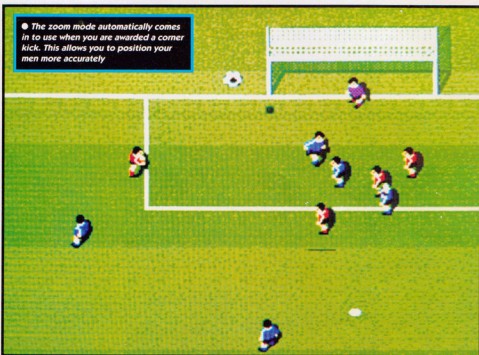 ● The zoom mode automatically comes
in to use when you are awarded a corner
kick. This allows you to position your
men more accurately